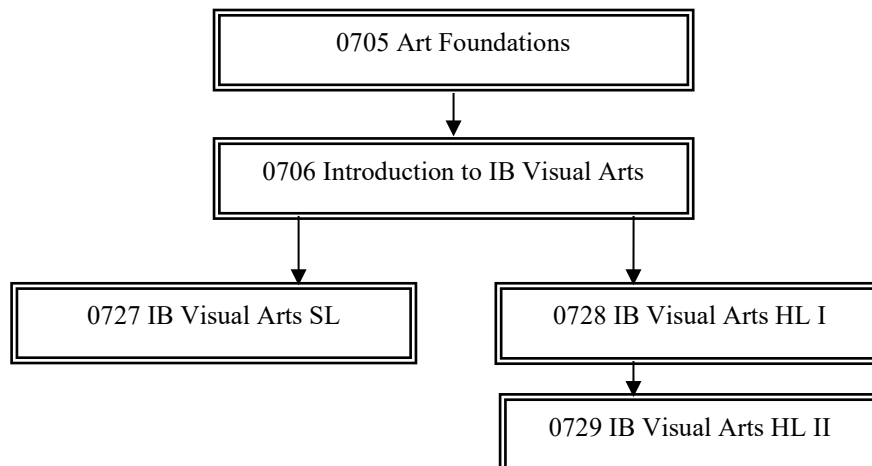 0705 Art Foundations
0706 Introduction to IB Visual Arts
0727 IB Visual Arts SL
0728 IB Visual Arts HL I
0729 IB Visual Arts HL II